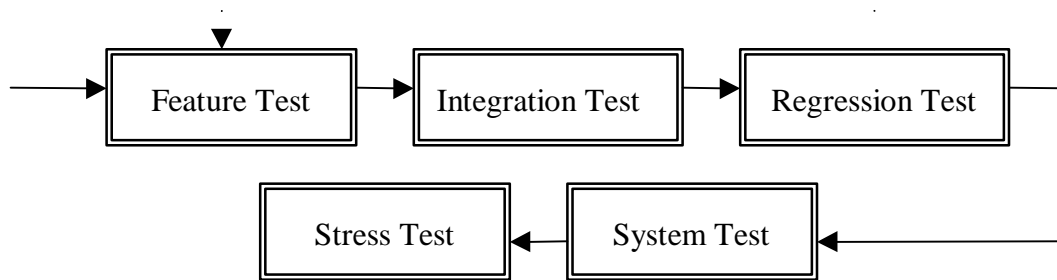 Feature Test
Integration Test
Regression Test
Stress Test
System Test